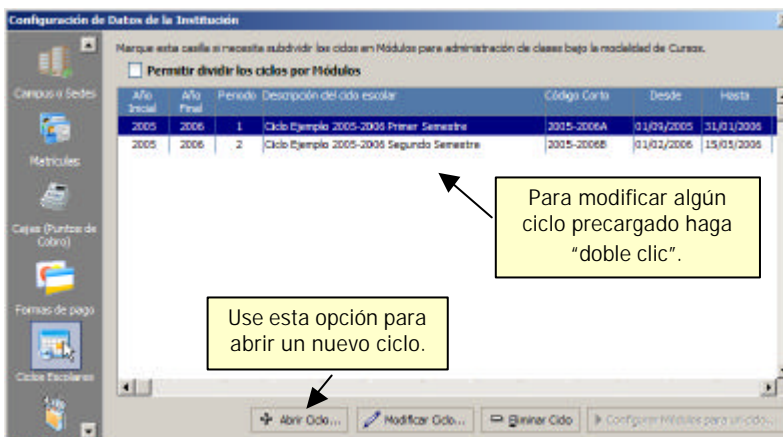 Configuración de Datos de la Institución
Marque esta casilla si necesita subdividir los ciclos en Módulos para administración de clases bajo la modalidad de Cursos.
Permitir dividir los ciclos por Módulos
Campus o Sedes
Año Inicial Año Final Periodo Descripción del ciclo escolar Código Corto Desde Hasta
2005 2006 1 Ciclo Ejemplo 2005-2006 Primer Semestre 2005-2006A 01/09/2005 31/01/2006
2005 2006 2 Ciclo Ejemplo 2005-2006 Segundo Semestre 2005-2006B 01/02/2006 15/05/2006
Matrículas
Cajas (Puntos de
Cobro)
Formas de pago
Ciclos Escolares
Para modificar algún
ciclo precargado haga
“doble clic”.
Use esta opción para
abrir un nuevo ciclo.
Abrir Ciclo... Modificar Ciclo... Eliminar Ciclo Configurar Módulos para un ciclo...